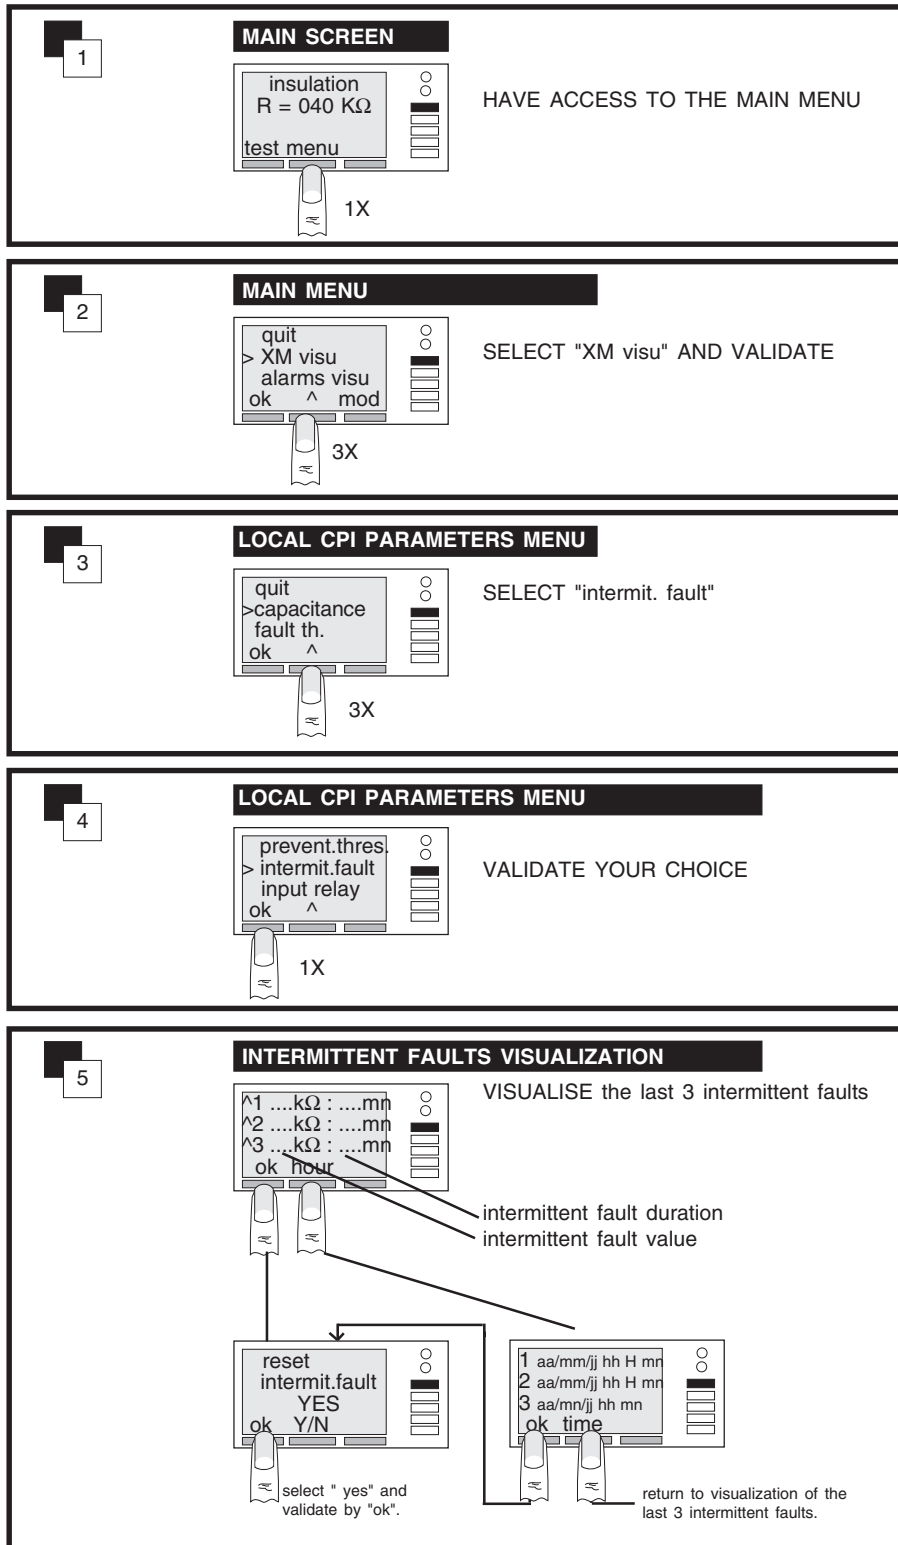 1
MAIN SCREEN
insulation
R = 040 KΩ
test menu
HAVE ACCESS TO THE MAIN MENU
1X
2
MAIN MENU
quit
> XM visu
alarms visu
ok ^ mod
SELECT "XM visu" AND VALIDATE
3X
3
LOCAL CPI PARAMETERS MENU
quit
>capacitance
fault th.
ok ^
SELECT "intermit. fault"
3X
4
LOCAL CPI PARAMETERS MENU
prevent.thres.
> intermit.fault
input relay
ok ^
VALIDATE YOUR CHOICE
1X
5
INTERMITTENT FAULTS VISUALIZATION
^1 ....kΩ : ....mn
^2 ....kΩ : ....mn
^3 ....kΩ : ....mn
ok hour
VISUALISE the last 3 intermittent faults
intermittent fault duration
intermittent fault value
reset
intermit.fault
YES
ok Y/N
select " yes" and
validate by "ok".
1 aa/mm/jj hh H mn
2 aa/mm/jj hh H mn
3 aa/mn/jj hh mn
ok time
return to visualization of the
last 3 intermittent faults.